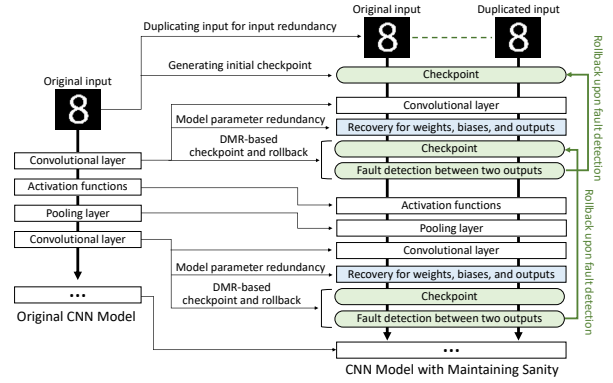 Original input
Duplicated input
Duplicating input for input redundancy
8
8
Generating initial checkpoint
Checkpoint
Original input
8
Convolutional layer
Model parameter redundancy
Recovery for weights, biases, and outputs
DMR-based
checkpoint and rollback
Checkpoint
Fault detection between two outputs
Convolutional layer
Activation functions
Pooling layer
Convolutional layer
Activation functions
Pooling layer
Convolutional layer
Model parameter redundancy
Recovery for weights, biases, and outputs
DMR-based
checkpoint and rollback
Checkpoint
Fault detection between two outputs
...
Original CNN Model
...
CNN Model with Maintaining Sanity
Rollback upon fault detection
Rollback upon fault detection